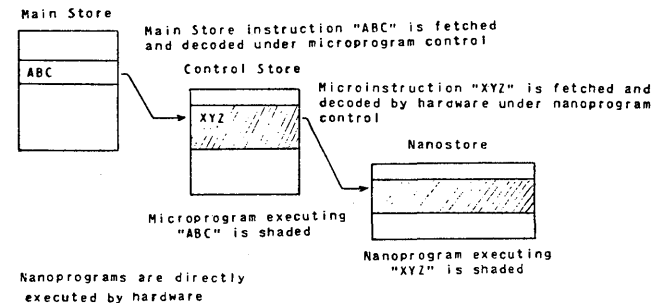 Main Store
Main Store instruction "ABC" is fetched
and decoded under microprogram control
ABC
Control Store
Microinstruction "XYZ" is fetched and
decoded by hardware under nanoprogram
control
XYZ
Nanostore
Microprogram executing
"ABC" is shaded
Nanoprogram executing
"XYZ" is shaded
Nanoprograms are directly
executed by hardware